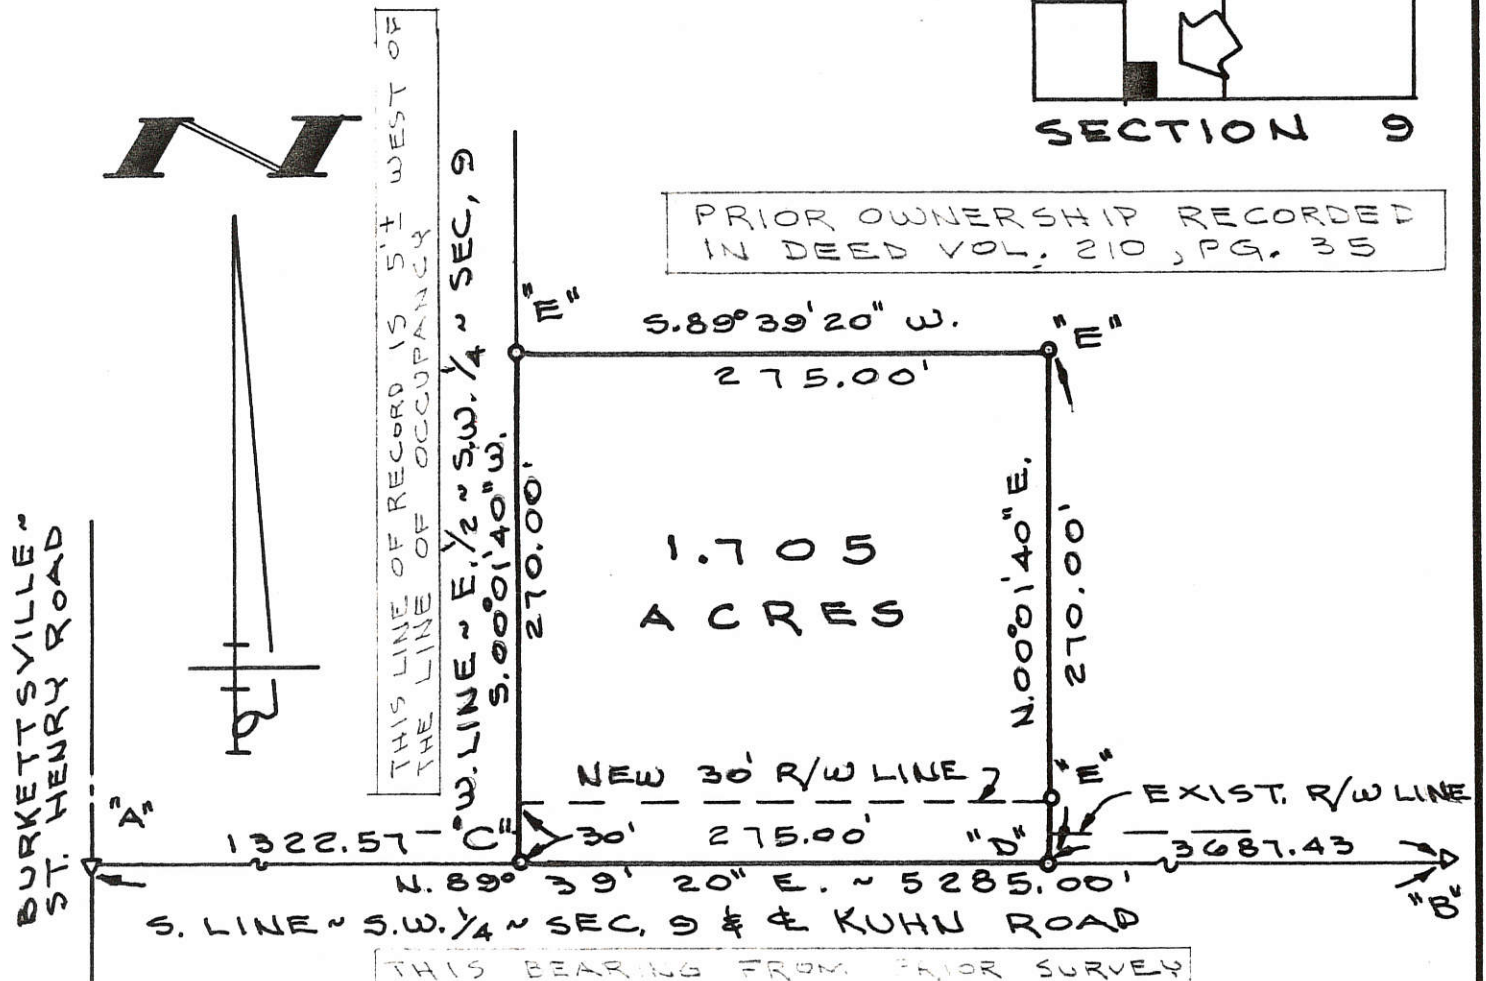 N
SECTION 9
PRIOR OWNERSHIP RECORDED
IN DEED VOL. 210, PG. 35
THIS LINE OF RECORD IS 5'± WEST OF
THE LINE OF OCCUPANCY
W. LINE ~ E. 1/2 ~ S.W. 1/4 ~ SEC, 9
S.00°01'40"W.
270.00'
"E"
S.89°39'20" W.
275.00'
"E"
1.705
ACRES
N.00°01'40"E.
270.00'
BURKETTSVILLE ~
ST. HENRY ROAD
NEW 30' R/W LINE
"E"
EXIST. R/W LINE
"A"
1322.57
"C"
30'
275.00'
"D"
3687.43
"B"
N. 89° 39' 20" E. ~ 5285.00'
S. LINE ~ S.W. 1/4 ~ SEC, 9 & ℄ KUHN ROAD
THIS BEARING FROM PRIOR SURVEY